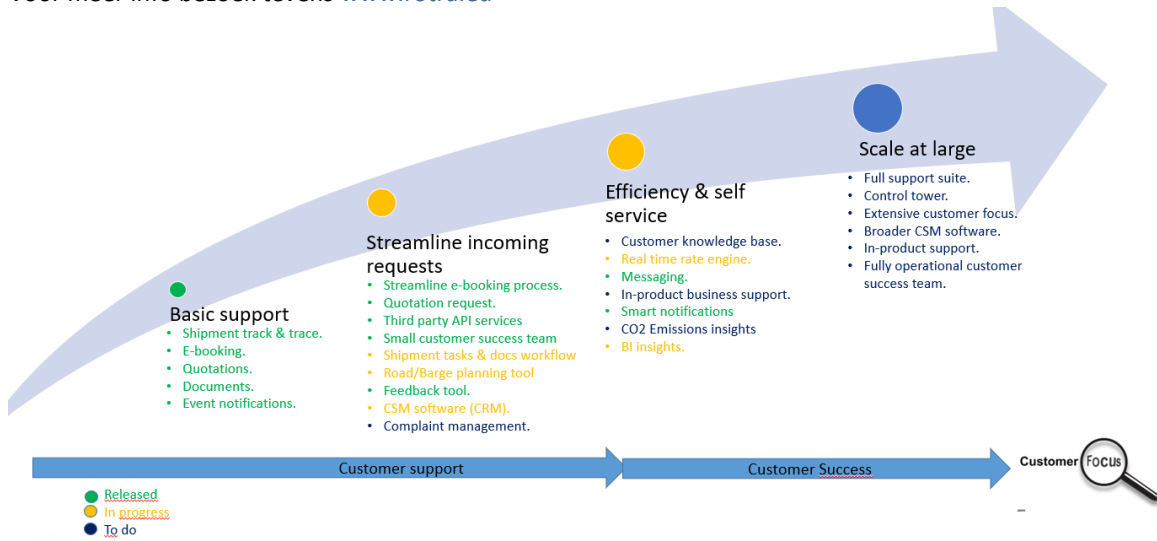 Scale at large
• Full support suite.
• Control tower.
• Extensive customer focus.
• Broader CSM software.
• In-product support.
• Fully operational customer
success team.
Efficiency & self
service
• Customer knowledge base.
• Real time rate engine.
• Messaging.
• In-product business support.
• Smart notifications
• CO2 Emissions insights
• BI insights.
Streamline incoming
requests
• Streamline e-booking process.
• Quotation request.
• Third party API services
• Small customer success team
• Shipment tasks & docs workflow
• Road/Barge planning tool
• Feedback tool.
• CSM software (CRM).
• Complaint management.
Basic support
• Shipment track & trace.
• E-booking.
• Quotations.
• Documents.
• Event notifications.
Customer support
Customer Success
Customer Focus
Released
In progress
To do